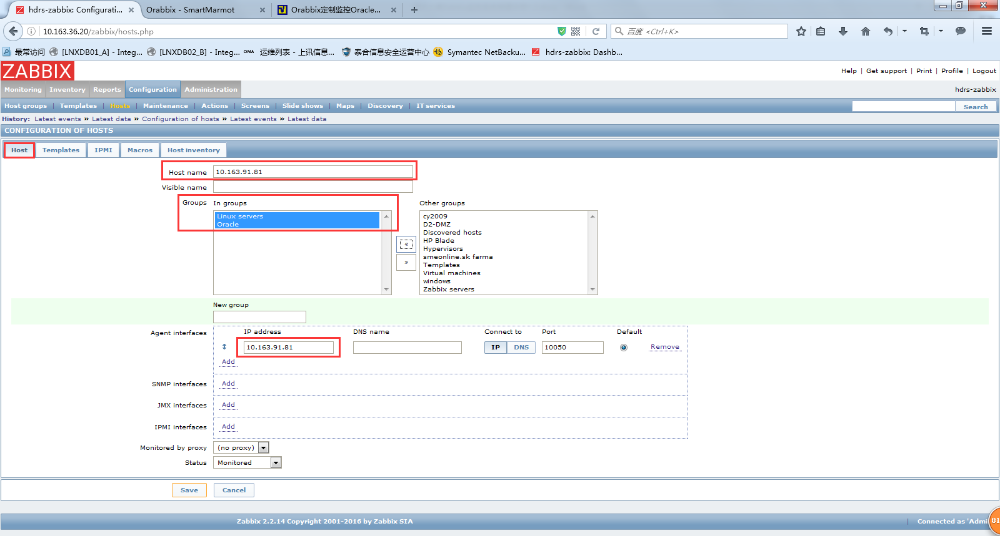 hdrs-zabbix: Configurati...
Orabbix - SmartMarmot
Orabbix定制监控Oracle...
10.163.36.20/zabbix/hosts.php
百度 <Ctrl+K>
最常访问
[LNXDB01_A] - Integ...
[LNXDB02_B] - Integ...
OMA
运维列表 - 上讯信息...
泰合信息安全运营中心
Symantec NetBacku...
hdrs-zabbix: Dashb...
ZABBIX
Help | Get support | Print | Profile | Logout
Monitoring Inventory Reports Configuration Administration
hdrs-zabbix
Host groups | Templates | Hosts | Maintenance | Actions | Screens | Slide shows | Maps | Discovery | IT services
Search
History: Latest events » Latest data » Configuration of hosts » Latest events » Latest data
CONFIGURATION OF HOSTS
Host Templates IPMI Macros Host inventory
Host name 10.163.91.81
Visible name
Groups In groups Other groups
Linux servers
Oracle
cy2009
D2-DMZ
Discovered hosts
HP Blade
Hypervisors
smeonline.sk farma
Templates
Virtual machines
windows
Zabbix servers
«
»
New group
Agent interfaces IP address DNS name Connect to Port Default
10.163.91.81 IP DNS 10050 Remove
Add
SNMP interfaces Add
JMX interfaces Add
IPMI interfaces Add
Monitored by proxy (no proxy)
Status Monitored
Save Cancel
Zabbix 2.2.14 Copyright 2001-2016 by Zabbix SIA
| Connected as 'Admi
81